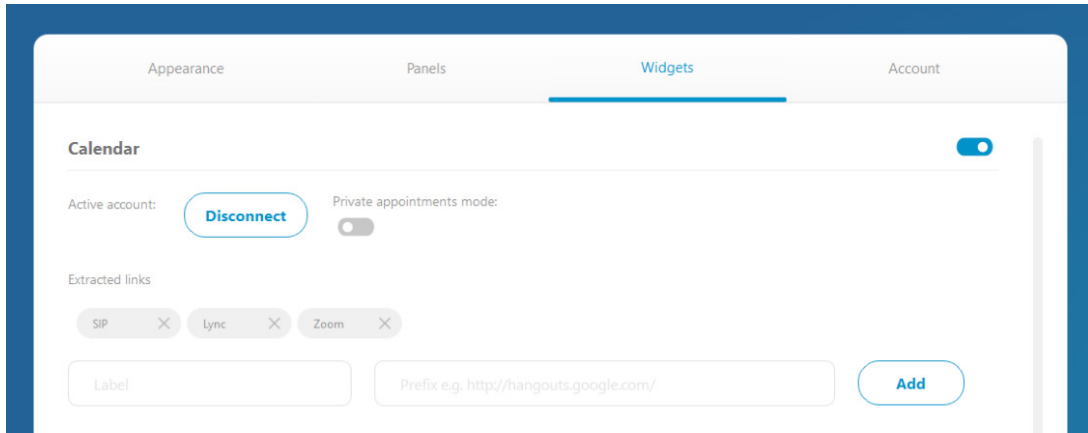 Appearance Panels Widgets Account
Calendar
Active account: Disconnect Private appointments mode:
Extracted links
SIP Lync Zoom
Label Prefix e.g. http://hangouts.google.com/ Add